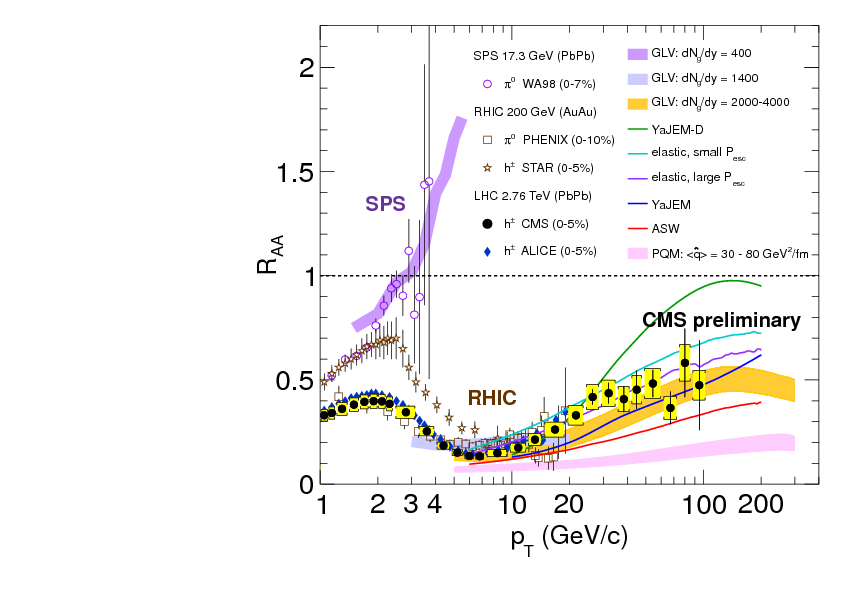 SPS 17.3 GeV (PbPb)
π⁰ WA98 (0-7%)
RHIC 200 GeV (AuAu)
π⁰ PHENIX (0-10%)
h± STAR (0-5%)
LHC 2.76 TeV (PbPb)
h± CMS (0-5%)
h± ALICE (0-5%)
GLV: dN_g/dy = 400
GLV: dN_g/dy = 1400
GLV: dN_g/dy = 2000-4000
YaJEM-D
elastic, small P_esc
elastic, large P_esc
YaJEM
ASW
PQM: <q̂> = 30 - 80 GeV²/fm
SPS
CMS preliminary
RHIC
R_AA
2
1.5
1
0.5
0
1 2 3 4 10 20 100 200
p_T (GeV/c)